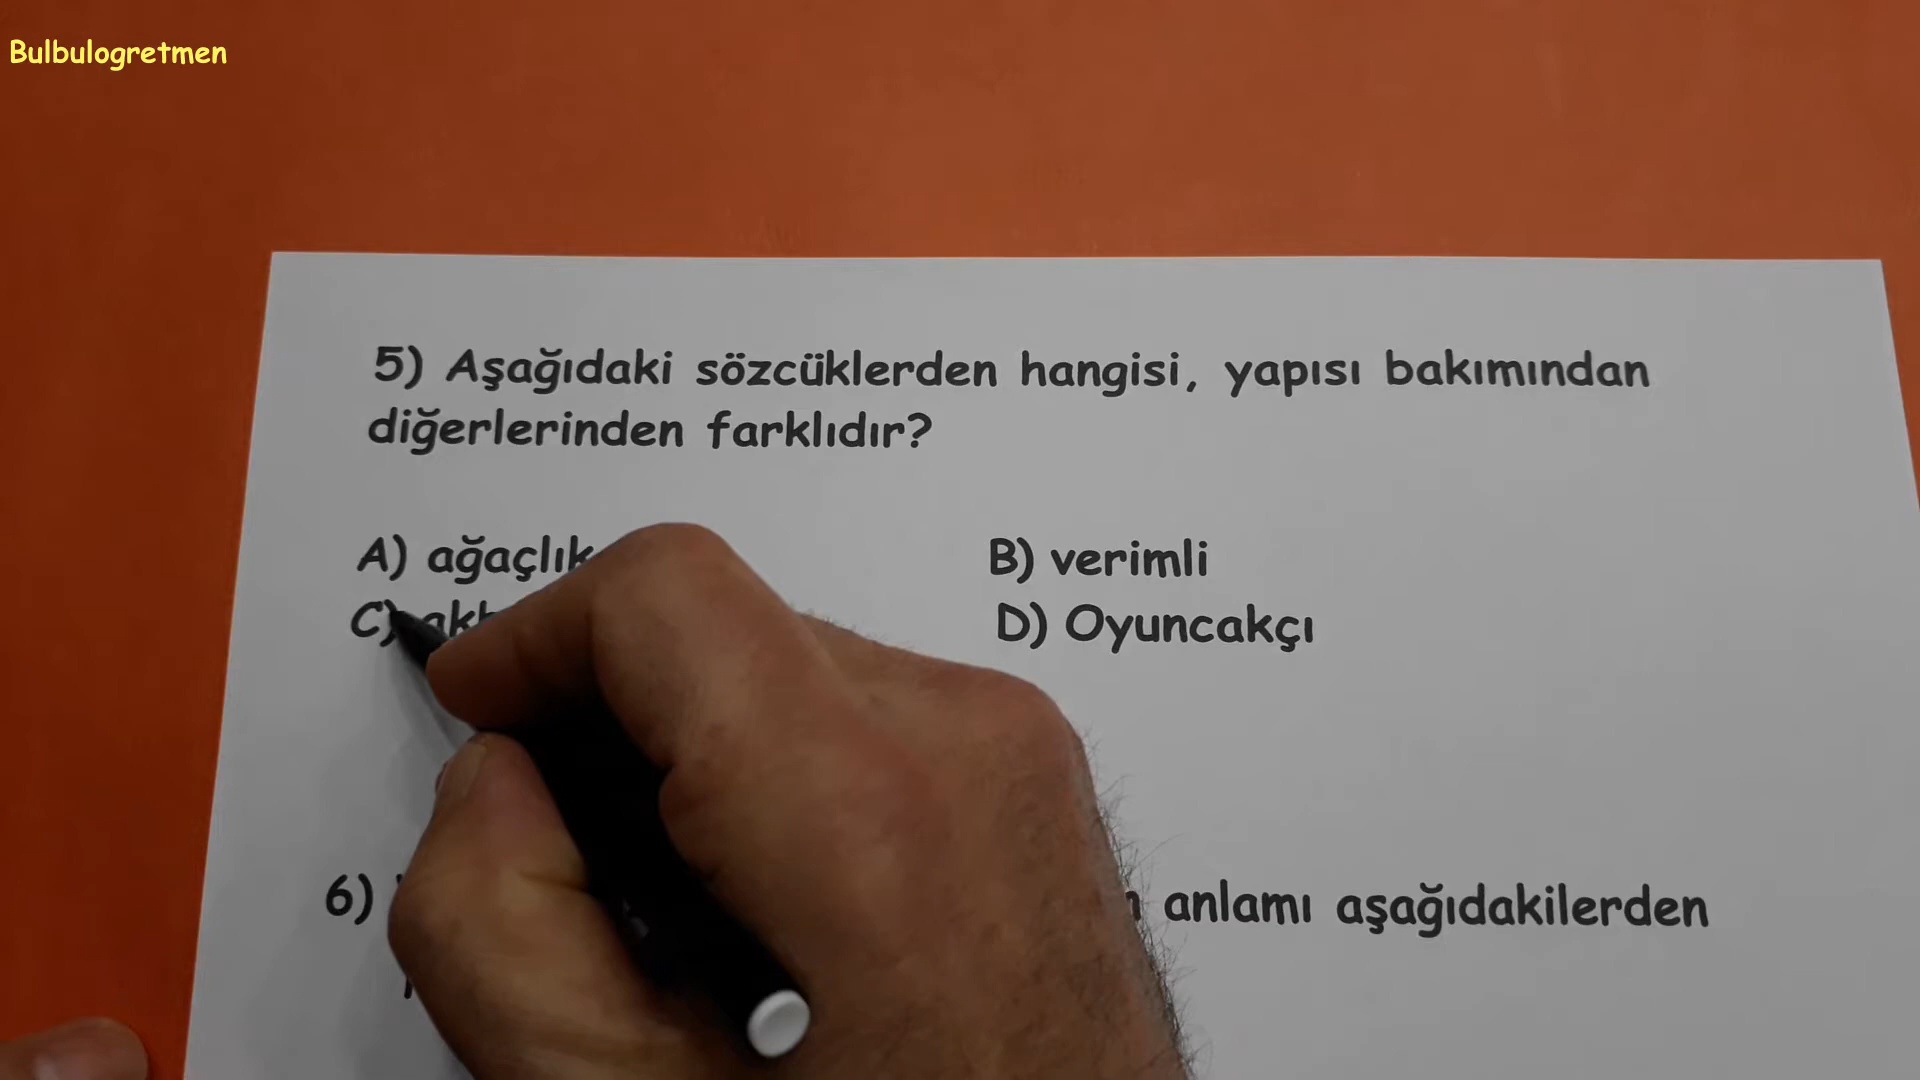 Bulbulogretmen
5) Aşağıdaki sözcüklerden hangisi, yapısı bakımından
diğerlerinden farklıdır?
A) ağaçlık B) verimli
C) D) Oyuncakçı
6) anlamı aşağıdakilerden